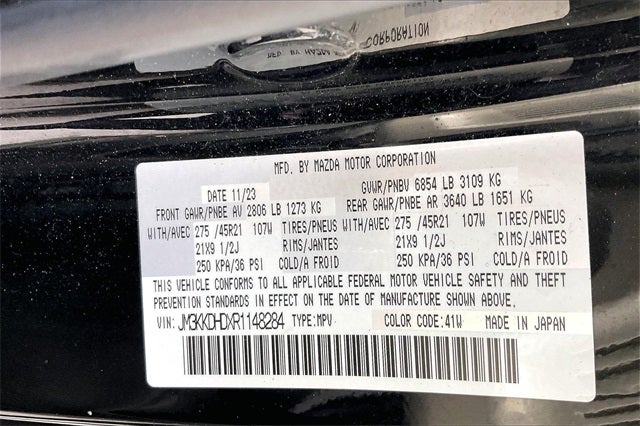 MFD. BY MAZDA CORPORATION
MFD. BY MAZDA MOTOR CORPORATION
DATE 11/23 GVWR/PNBV 6854 LB 3109 KG
FRONT GAWR/PNBE AV 2806 LB 1273 KG REAR GAWR/PNBE AR 3640 LB 1651 KG
WITH/AVEC 275 /45R21 107W TIRES/PNEUS WITH/AVEC 275 /45R21 107W TIRES/PNEUS
21X9 1/2J RIMS/JANTES 21X9 1/2J RIMS/JANTES
250 KPA/36 PSI COLD/A FROID 250 KPA/36 PSI COLD/A FROID
THIS VEHICLE CONFORMS TO ALL APPLICABLE FEDERAL MOTOR VEHICLE SAFETY AND THEFT
PREVENTION STANDARDS IN EFFECT ON THE DATE OF MANUFACTURE SHOWN ABOVE.
VIN: JM3KKDHDXR1148284 TYPE:MPV COLOR CODE:41W MADE IN JAPAN